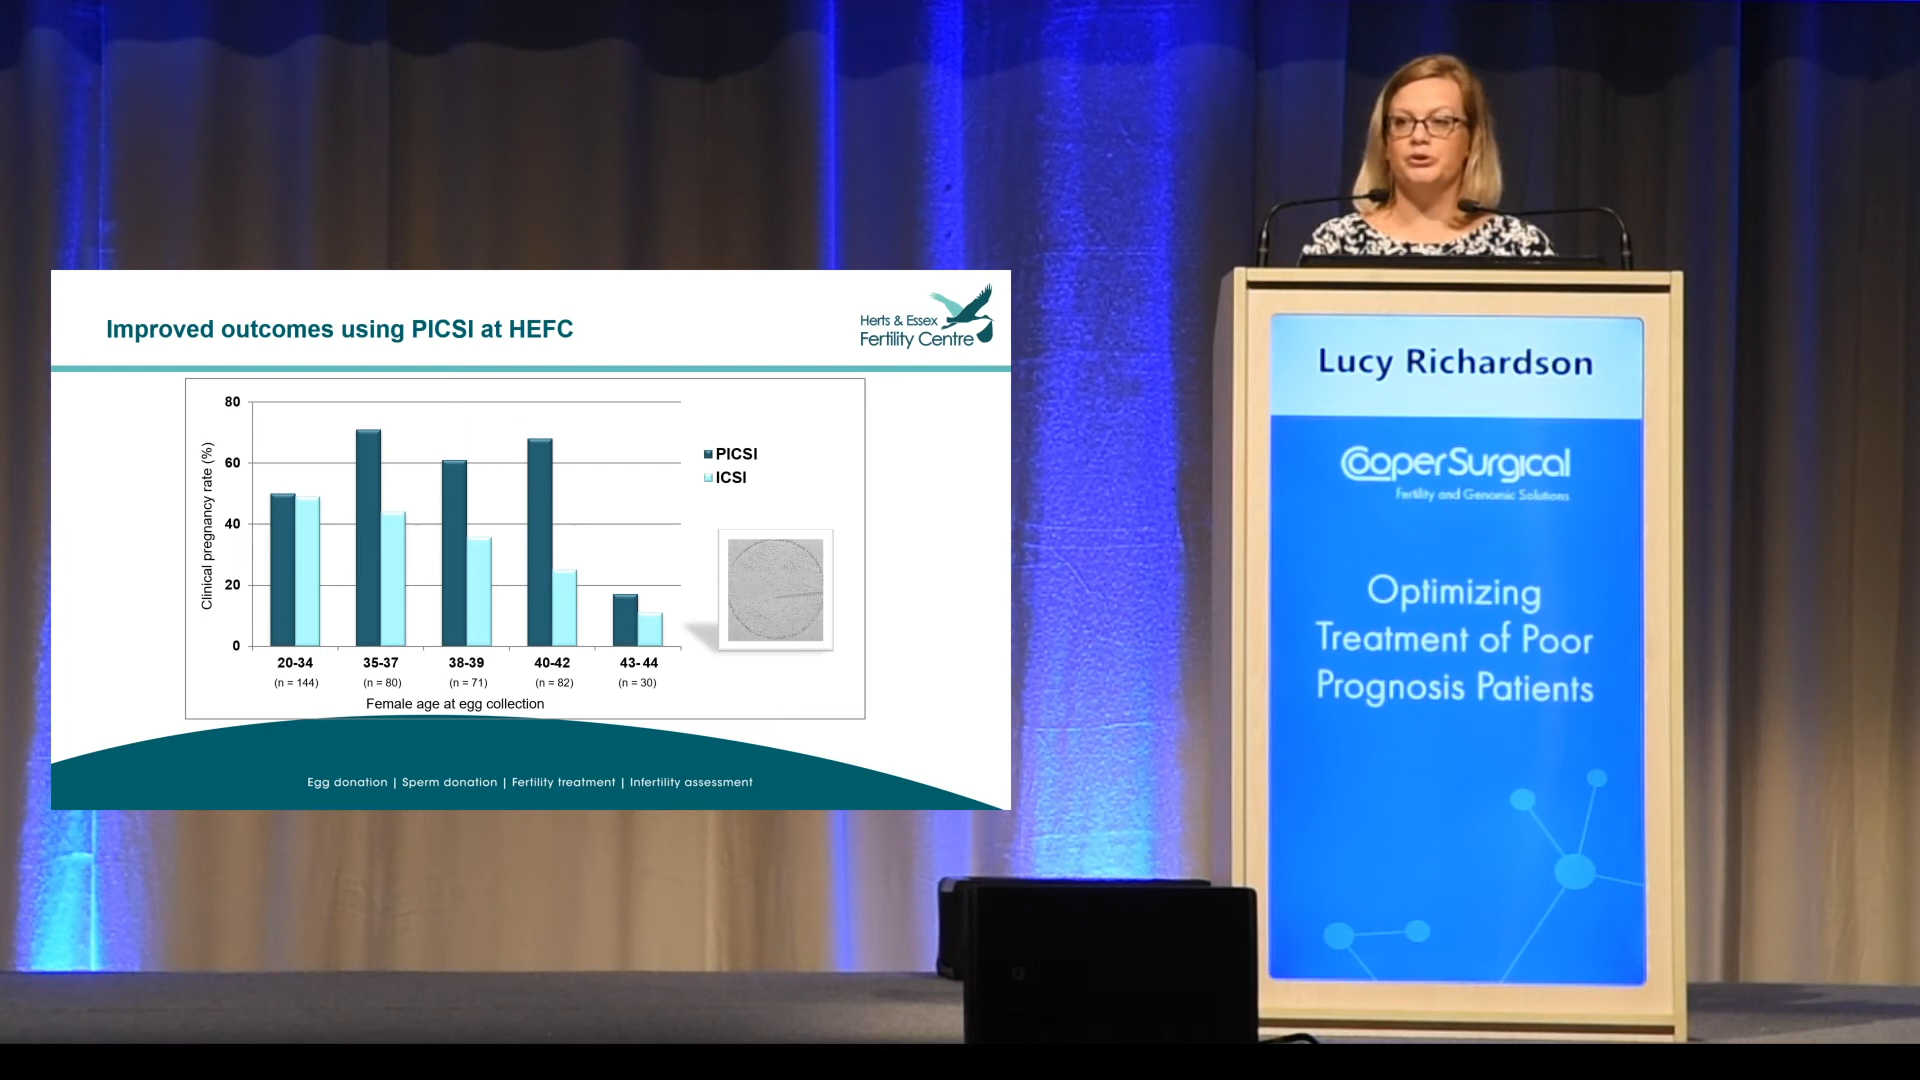 Improved outcomes using PICSI at HEFC
Herts & Essex
Fertility Centre
80
60
40
20
0
Clinical pregnancy rate (%)
PICSI
ICSI
20-34
35-37
38-39
40-42
43-44
(n = 144)
(n = 80)
(n = 71)
(n = 82)
(n = 30)
Female age at egg collection
Egg donation | Sperm donation | Fertility treatment | Infertility assessment
Lucy Richardson
CooperSurgical
Fertility and Genomic Solutions
Optimizing
Treatment of Poor
Prognosis Patients